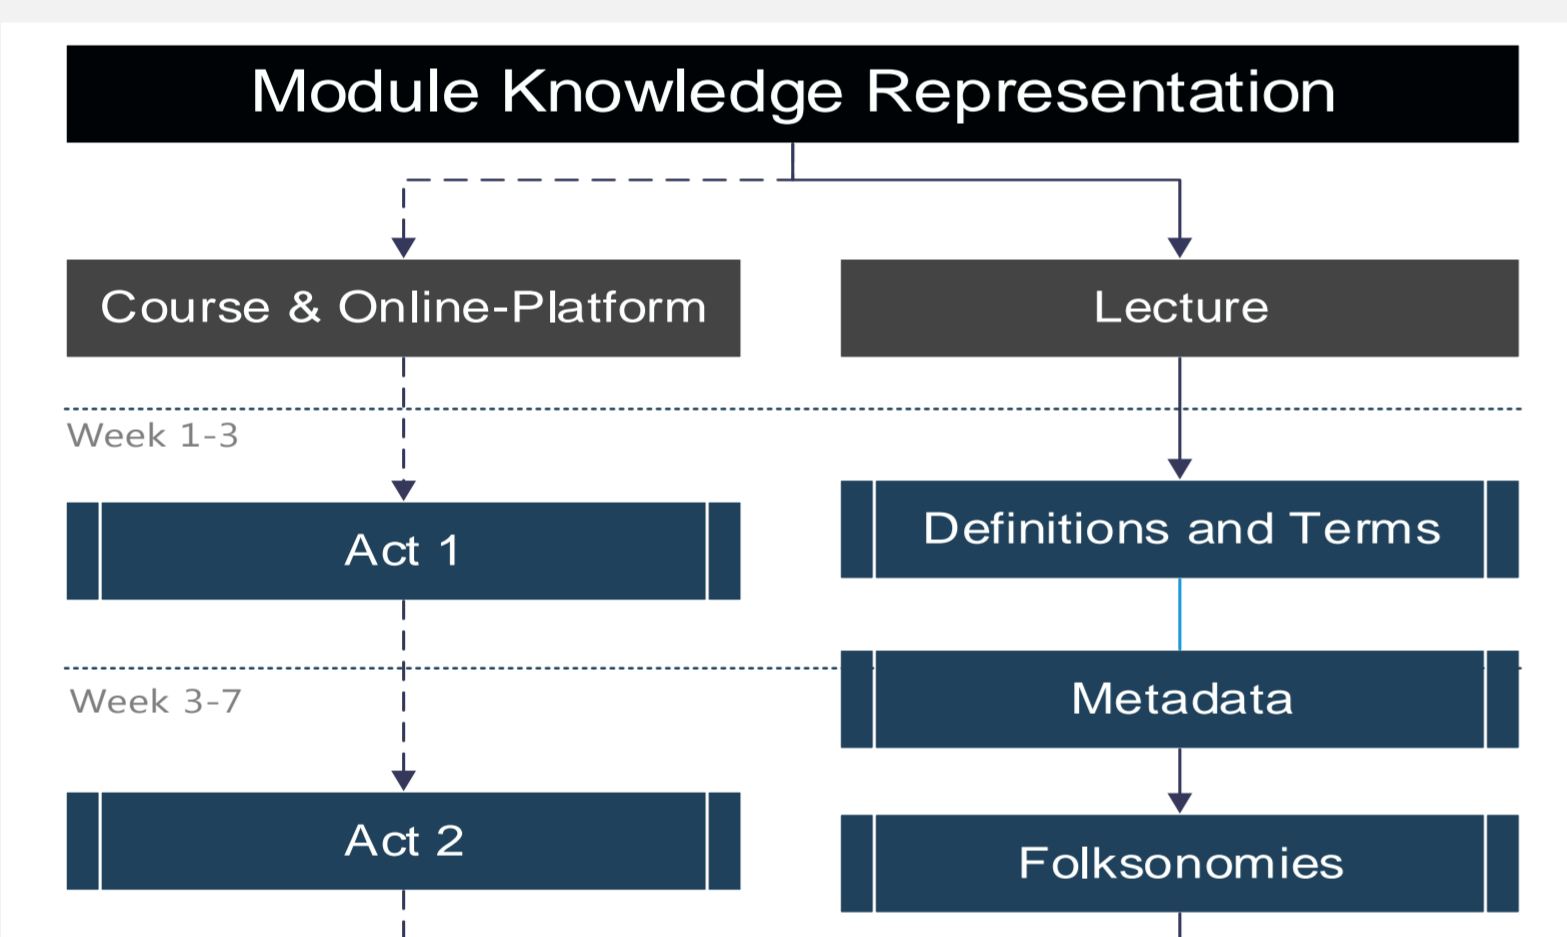 Module Knowledge Representation
Course & Online-Platform
Lecture
Week 1-3
Act 1
Definitions and Terms
Week 3-7
Metadata
Act 2
Folksonomies